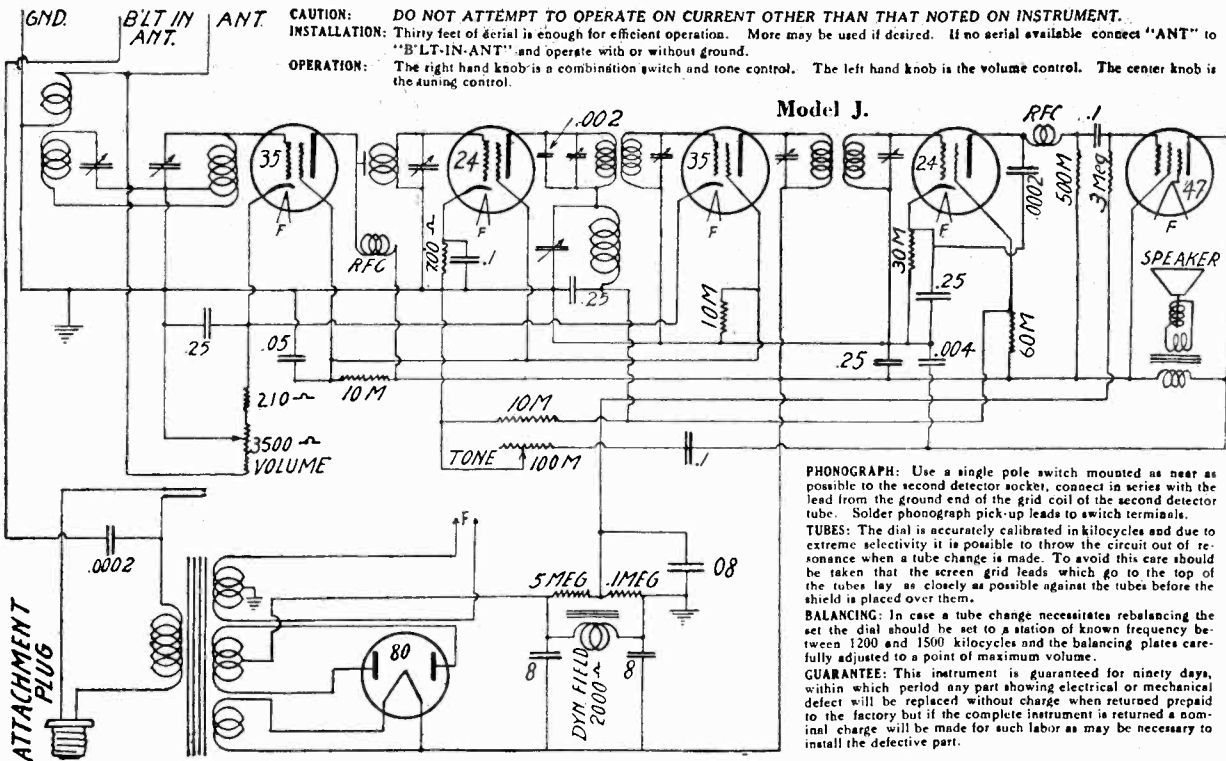 GND.
B'LT IN
ANT.
ANT.
CAUTION: DO NOT ATTEMPT TO OPERATE ON CURRENT OTHER THAN THAT NOTED ON INSTRUMENT.
INSTALLATION: Thirty feet of aerial is enough for efficient operation. More may be used if desired. If no aerial available connect "ANT" to
"B'LT-IN-ANT" and operate with or without ground.
OPERATION: The right hand knob is a combination switch and tone control. The left hand knob is the volume control. The center knob is
the tuning control.
Model J.
.002
RFC
.1
35
24
35
24
47
.0002
500M
3 Meg
F
F
F
F
F
RFC
200 Ω
.1
.25
10M
30M
.25
60M
SPEAKER
.25
.05
10M
.25
.004
210 Ω
3500 Ω
VOLUME
10M
TONE
100M
.1
PHONOGRAPH: Use a single pole switch mounted as near as
possible to the second detector socket, connect in series with the
lead from the ground end of the grid coil of the second detector
tube. Solder phonograph pick-up leads to switch terminals.
TUBES: The dial is accurately calibrated in kilocycles and due to
extreme selectivity it is possible to throw the circuit out of re-
sonance when a tube change is made. To avoid this care should
be taken that the screen grid leads which go to the top of
the tubes lay as closely as possible against the tubes before the
shield is placed over them.
BALANCING: In case a tube change necessitates rebalancing the
set the dial should be set to a station of known frequency be-
tween 1200 and 1500 kilocycles and the balancing plates care-
fully adjusted to a point of maximum volume.
GUARANTEE: This instrument is guaranteed for ninety days,
within which period any part showing electrical or mechanical
defect will be replaced without charge when returned prepaid
to the factory but if the complete instrument is returned a nom-
inal charge will be made for such labor as may be necessary to
install the defective part.
F
.0002
5 MEG
.1MEG
08
80
8
DYN FIELD
2000 Ω
8
ATTACHMENT
PLUG